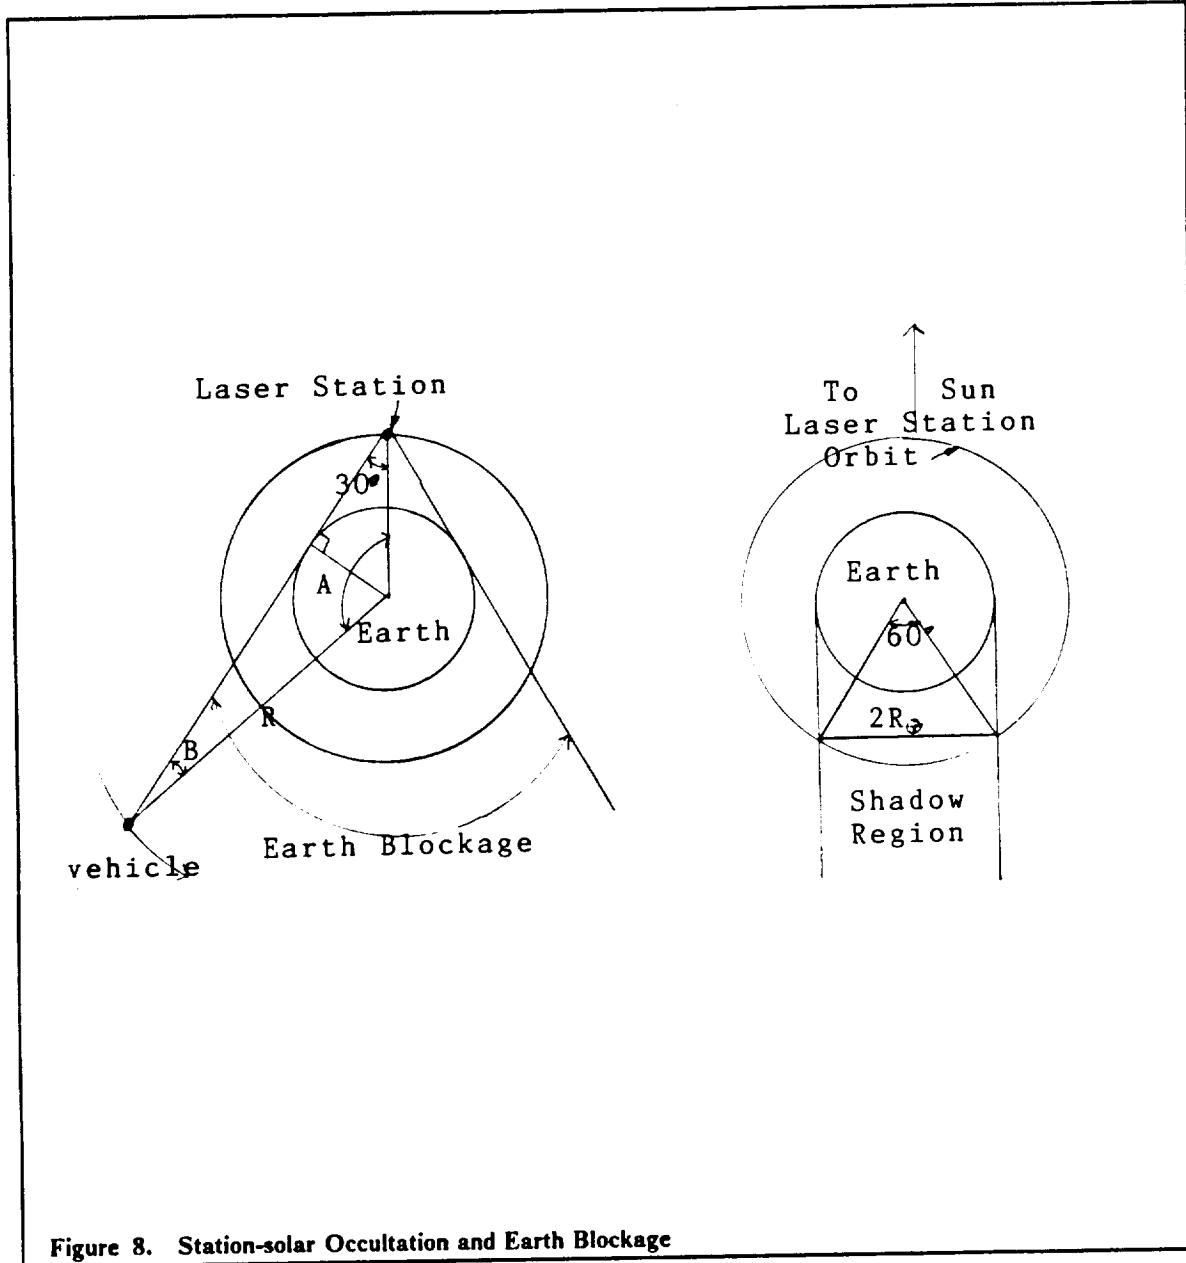 Laser Station
30°
A
Earth
R
B
Earth Blockage
vehicle
To Sun
Laser Station
Orbit
Earth
60°
2R⊕
Shadow
Region
Figure 8. Station-solar Occultation and Earth Blockage